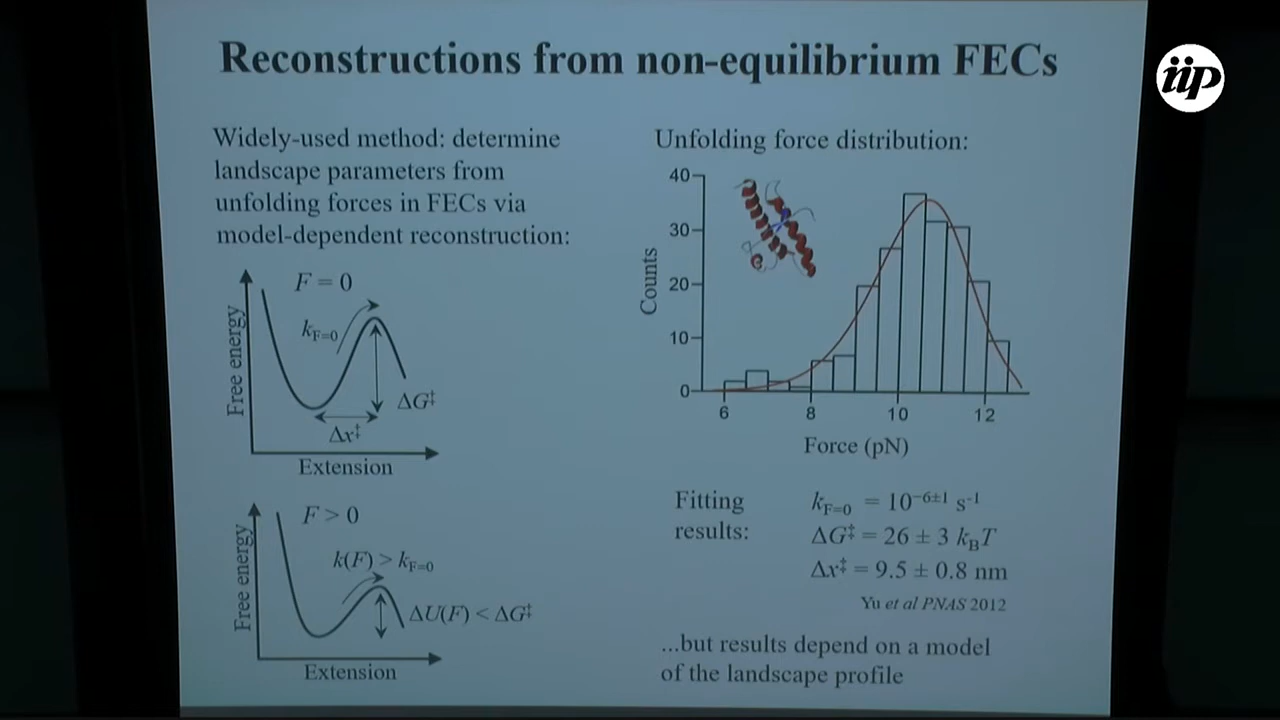 Reconstructions from non-equilibrium FECs
iip
Widely-used method: determine
landscape parameters from
unfolding forces in FECs via
model-dependent reconstruction:
F = 0
k_F=0
Free energy
ΔG‡
Δx‡
Extension
F > 0
k(F) > k_F=0
Free energy
ΔU(F) < ΔG‡
Extension
Unfolding force distribution:
40
30
20
10
0
Counts
6 8 10 12
Force (pN)
Fitting
results:
k_F=0 = 10^−6±1 s^-1
ΔG‡ = 26 ± 3 k_BT
Δx‡ = 9.5 ± 0.8 nm
Yu et al PNAS 2012
...but results depend on a model
of the landscape profile